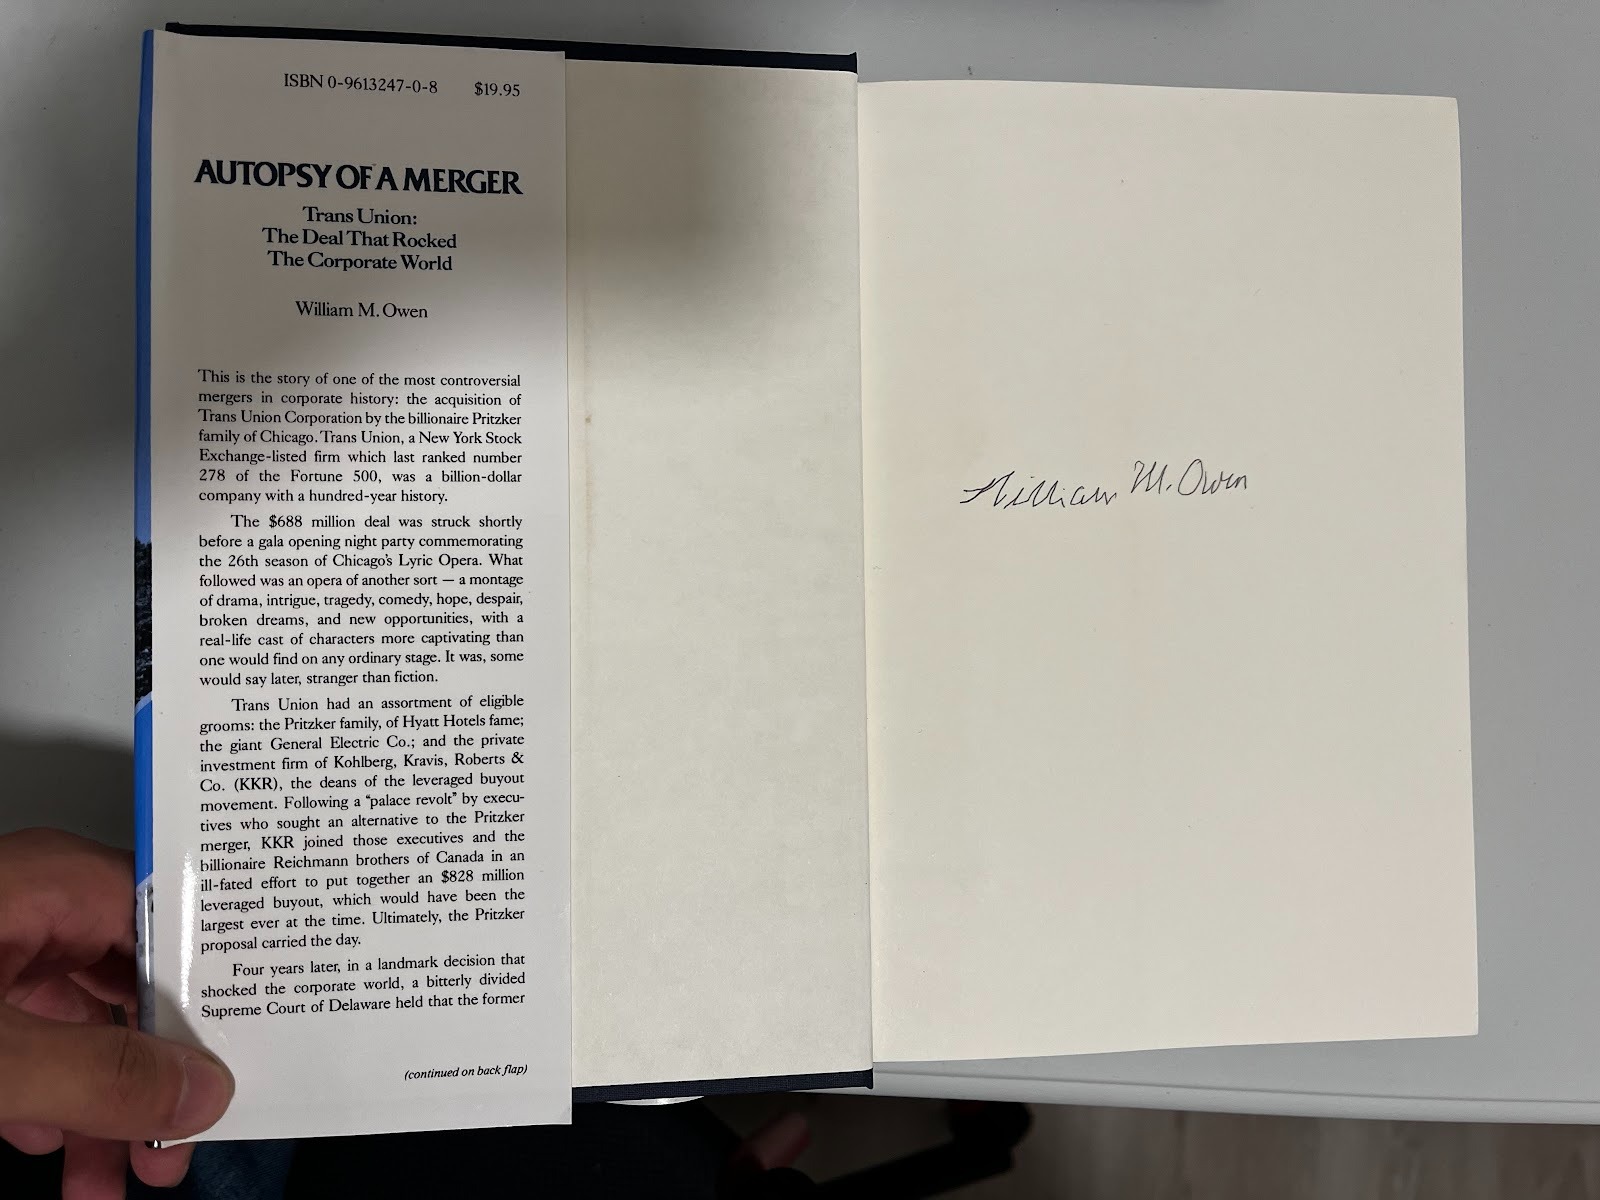 ISBN 0-9613247-0-8 $19.95
AUTOPSY OF A MERGER
Trans Union:
The Deal That Rocked
The Corporate World
William M. Owen
This is the story of one of the most controversial
mergers in corporate history: the acquisition of
Trans Union Corporation by the billionaire Pritzker
family of Chicago. Trans Union, a New York Stock
Exchange-listed firm which last ranked number
278 of the Fortune 500, was a billion-dollar
company with a hundred-year history.
The $688 million deal was struck shortly
before a gala opening night party commemorating
the 26th season of Chicago's Lyric Opera. What
followed was an opera of another sort — a montage
of drama, intrigue, tragedy, comedy, hope, despair,
broken dreams, and new opportunities, with a
real-life cast of characters more captivating than
one would find on any ordinary stage. It was, some
would say later, stranger than fiction.
Trans Union had an assortment of eligible
grooms: the Pritzker family, of Hyatt Hotels fame;
the giant General Electric Co.; and the private
investment firm of Kohlberg, Kravis, Roberts &
Co. (KKR), the deans of the leveraged buyout
movement. Following a "palace revolt" by execu-
tives who sought an alternative to the Pritzker
merger, KKR joined those executives and the
billionaire Reichmann brothers of Canada in an
ill-fated effort to put together an $828 million
leveraged buyout, which would have been the
largest ever at the time. Ultimately, the Pritzker
proposal carried the day.
Four years later, in a landmark decision that
shocked the corporate world, a bitterly divided
Supreme Court of Delaware held that the former
(continued on back flap)
William M. Owen